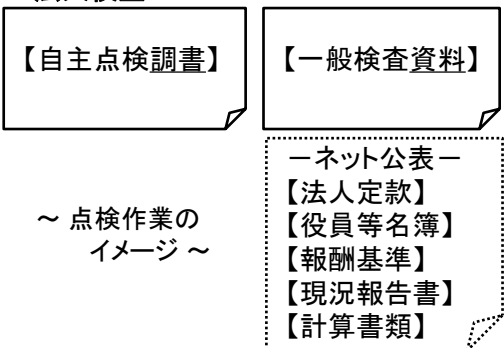 【自主点検調書】
【一般検査資料】
～ 点検作業の
イメージ ～
－ネット公表－
【法人定款】
【役員等名簿】
【報酬基準】
【現況報告書】
【計算書類】